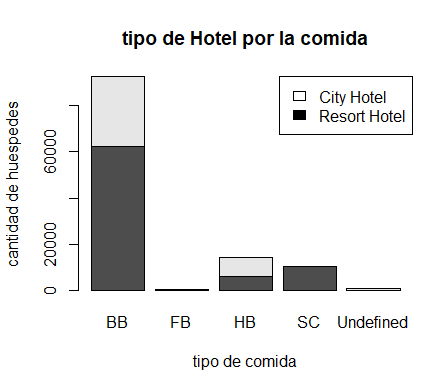 tipo de Hotel por la comida
City Hotel
Resort Hotel
cantidad de huespedes
60000
20000
0
BB FB HB SC Undefined
tipo de comida